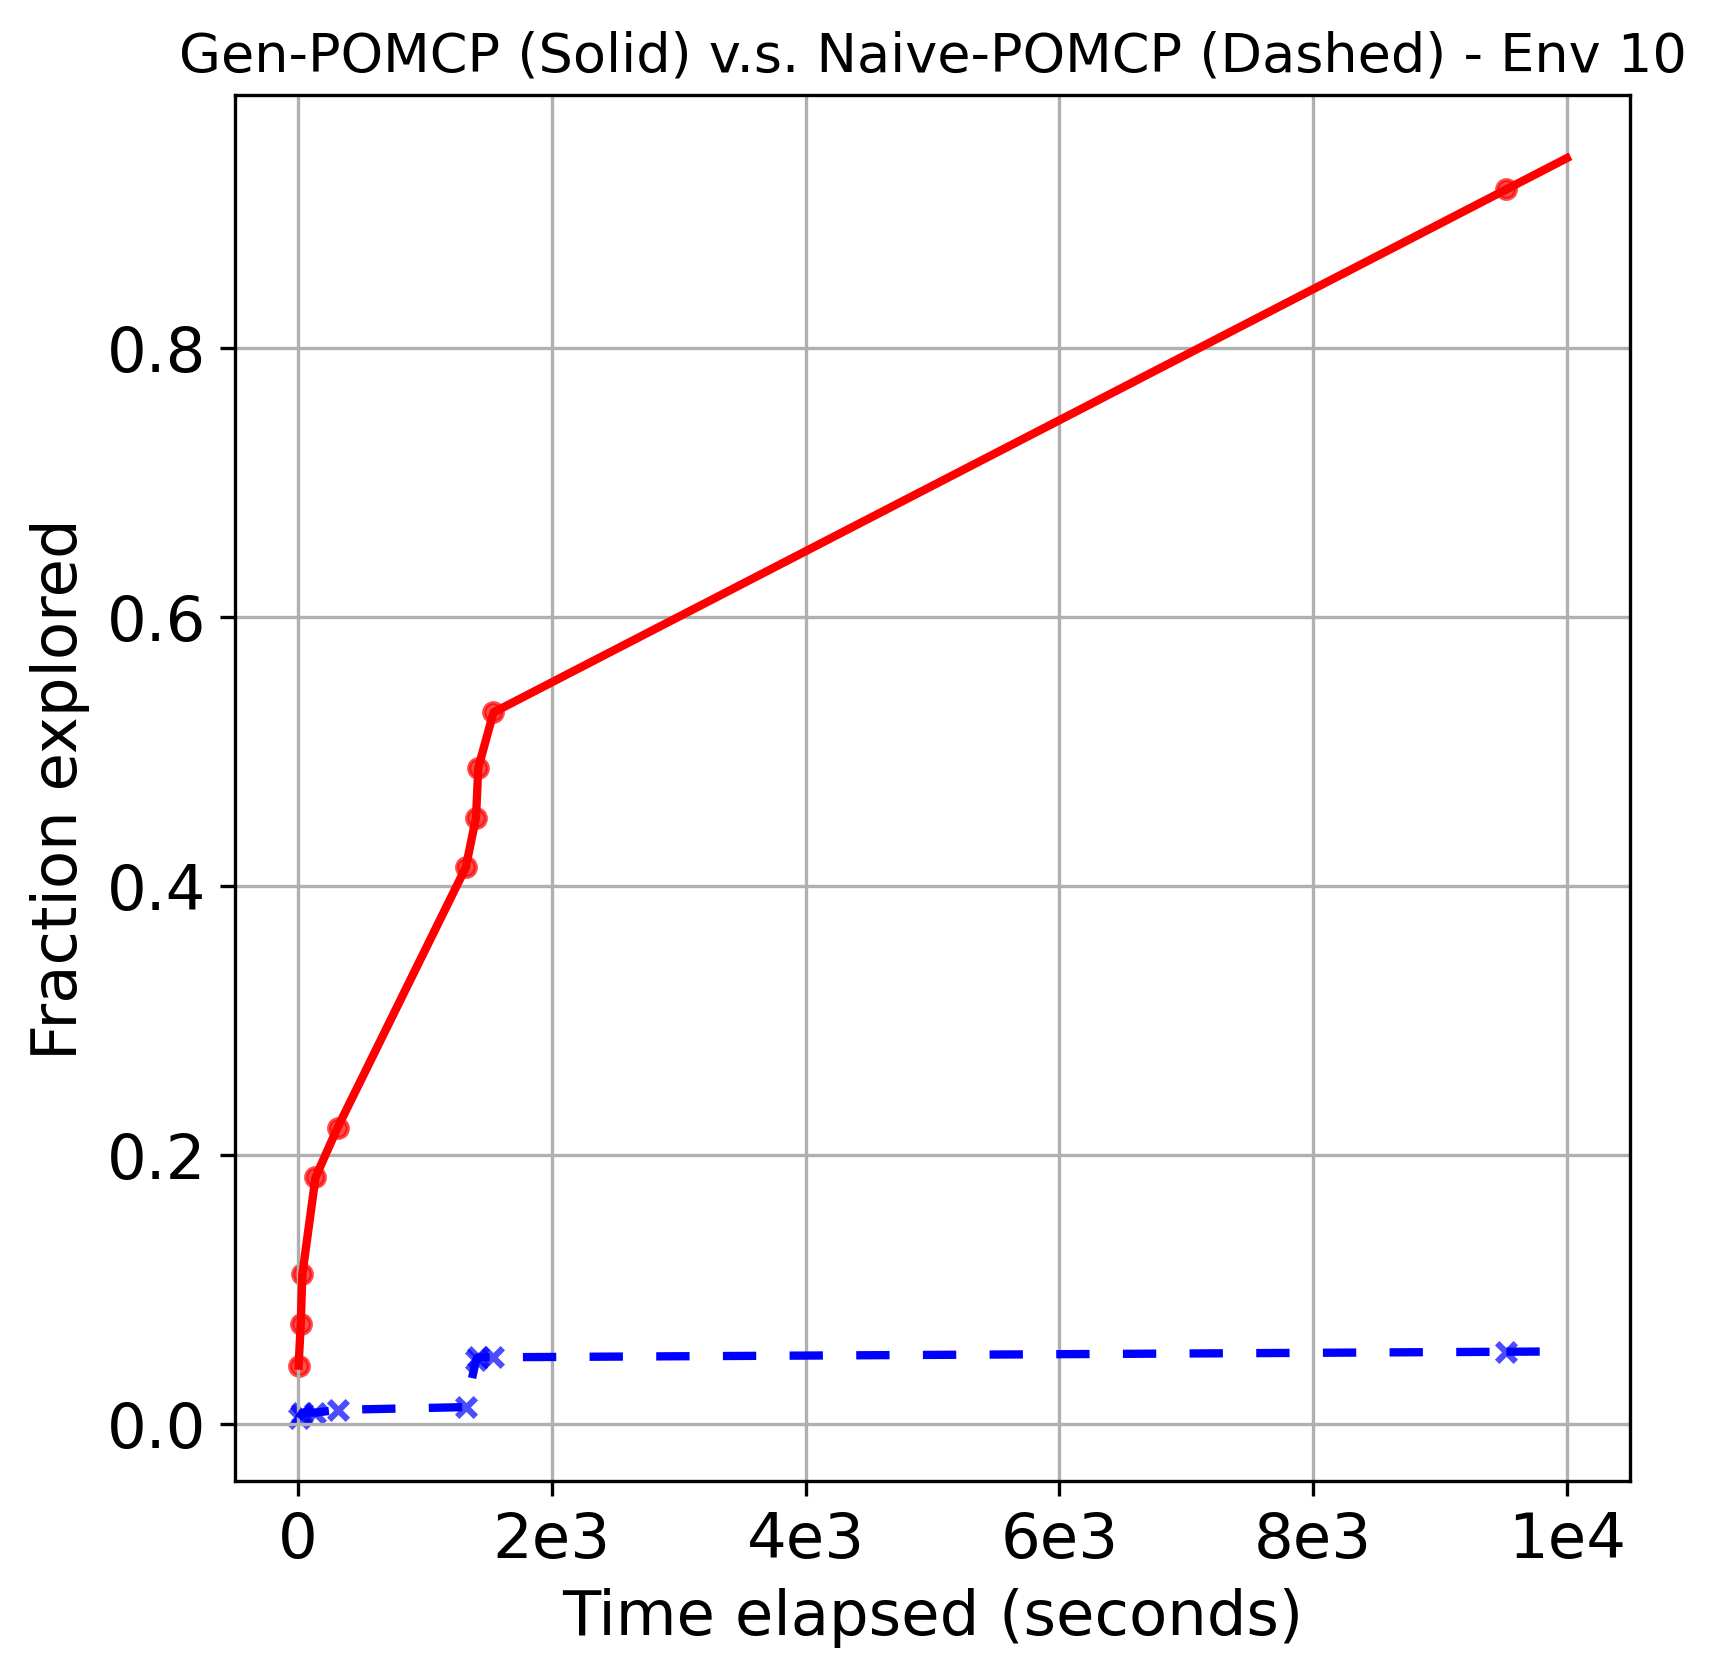 Gen-POMCP (Solid) v.s. Naive-POMCP (Dashed) - Env 10
Fraction explored
0.8
0.6
0.4
0.2
0.0
0 2e3 4e3 6e3 8e3 1e4
Time elapsed (seconds)